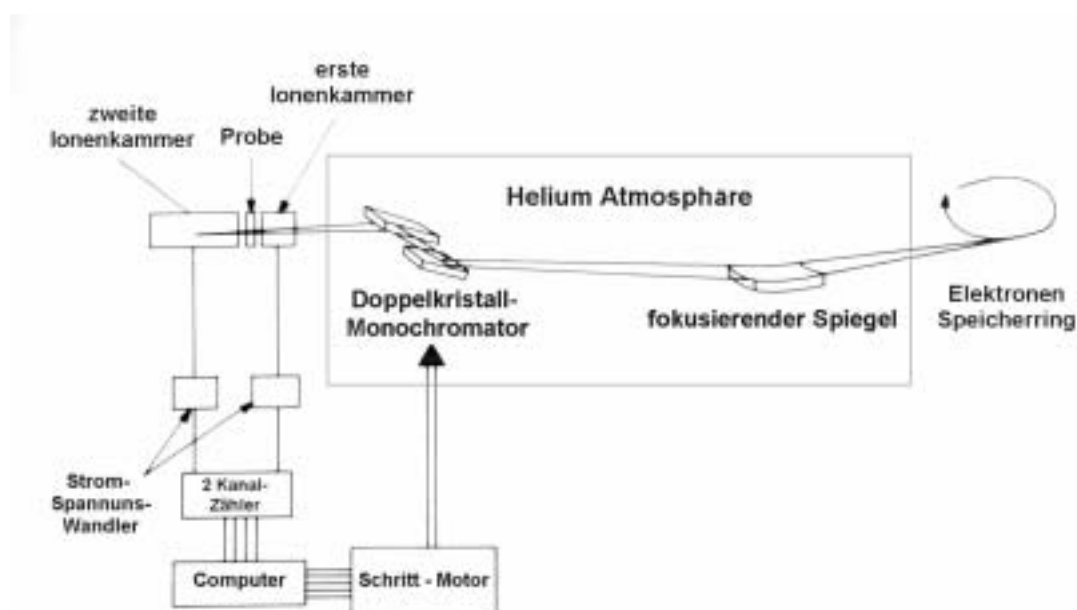 erste
Ionenkammer
zweite
Ionenkammer
Probe
Helium Atmosphäre
Doppelkristall-
Monochromator
fokusierender Spiegel
Elektronen
Speicherring
Strom-
Spannuns-
Wandler
2 Kanal-
Zähler
Computer
Schritt - Motor